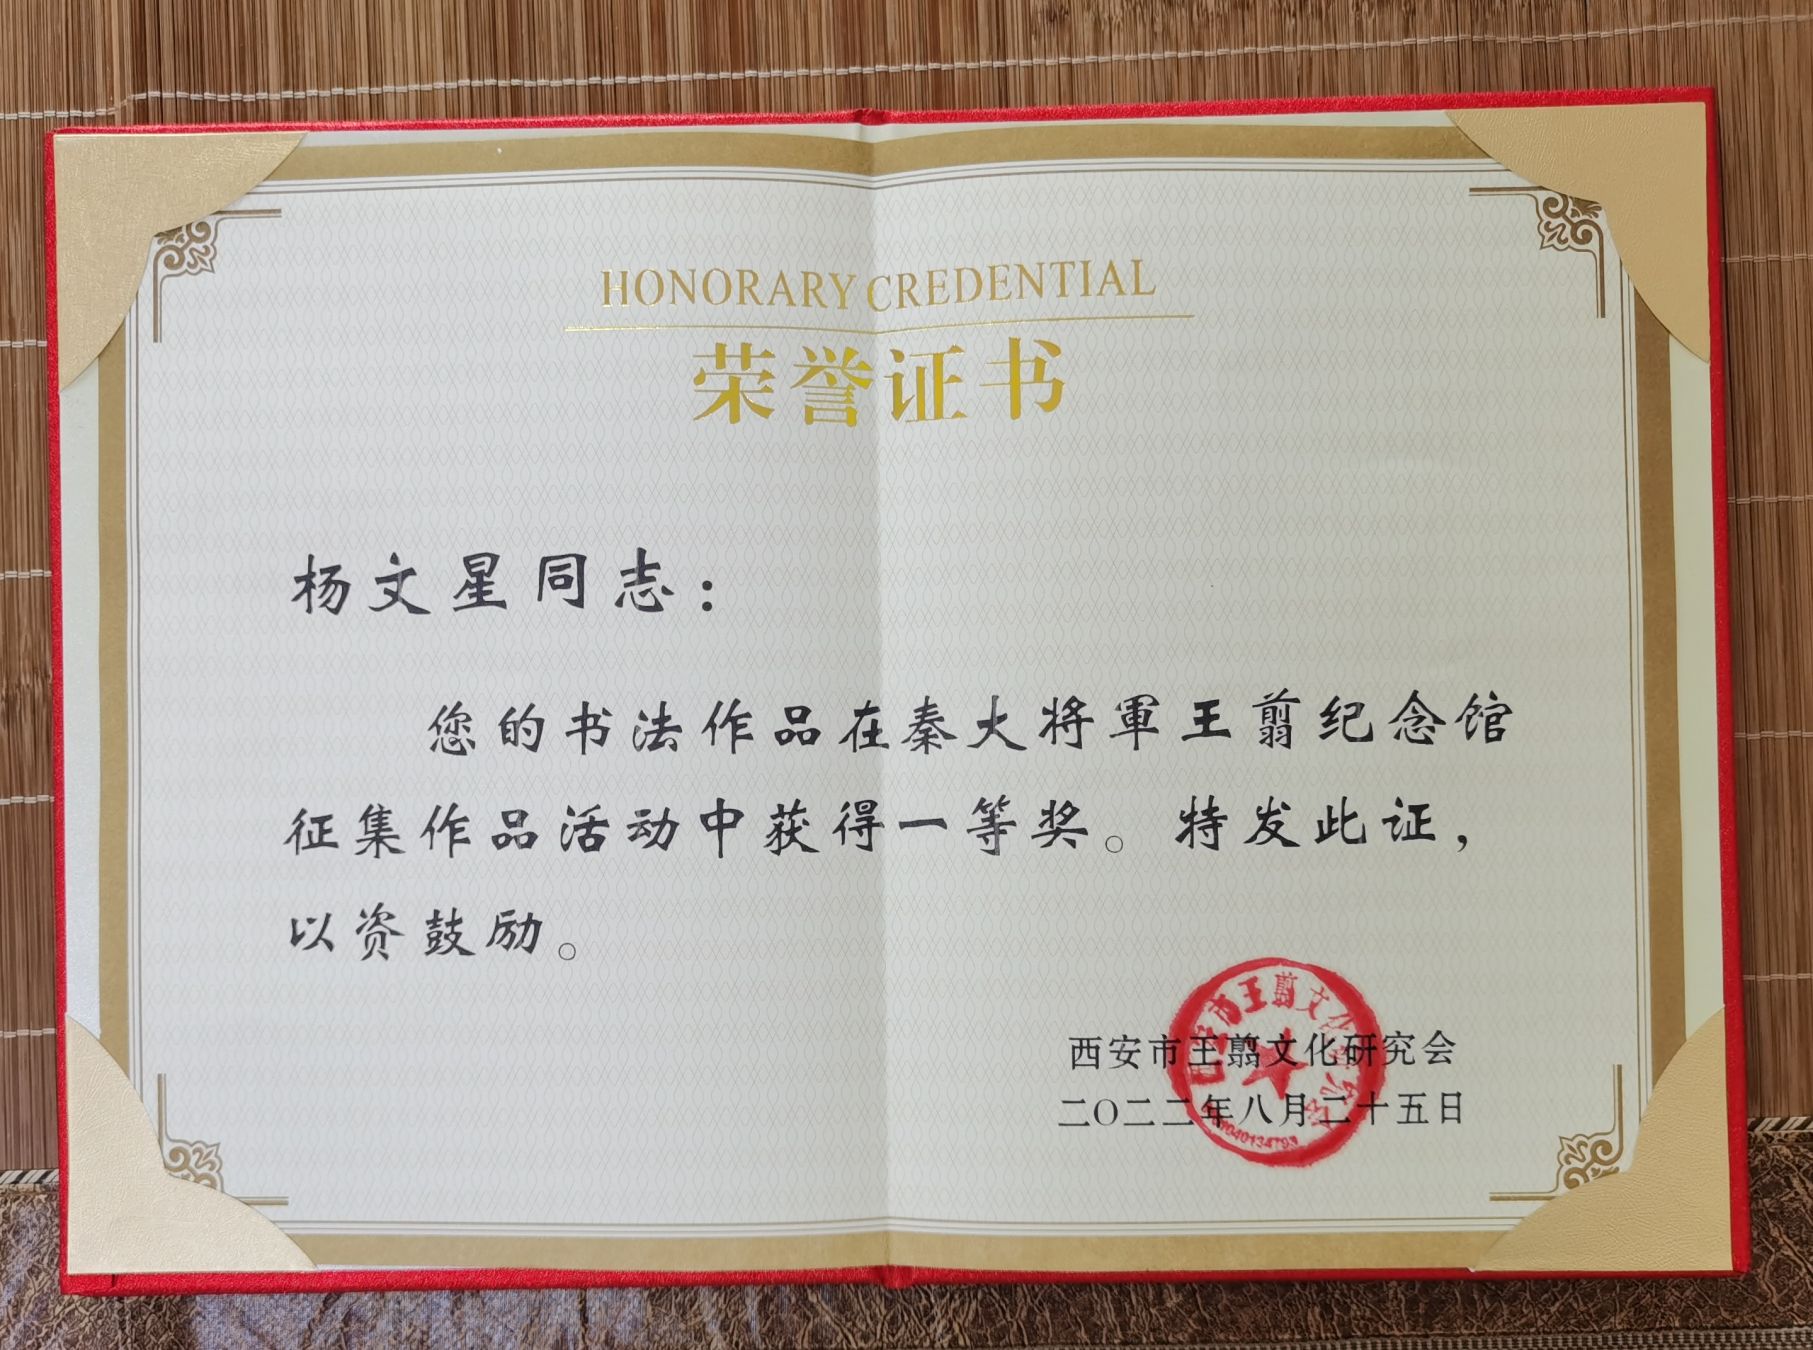 HONORARY CREDENTIAL
荣誉证书
杨文星同志：
您的书法作品在秦大将軍王翦纪念馆
征集作品活动中获得一等奖。特发此证，
以资鼓励。
西安市王翦文化研究会
二〇二二年八月二十五日